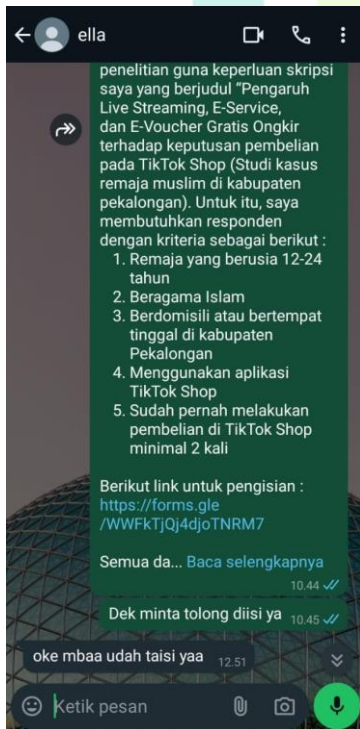 ella
penelitian guna keperluan skripsi
saya yang berjudul "Pengaruh
Live Streaming, E-Service,
dan E-Voucher Gratis Ongkir
terhadap keputusan pembelian
pada TikTok Shop (Studi kasus
remaja muslim di kabupaten
pekalongan). Untuk itu, saya
membutuhkan responden
dengan kriteria sebagai berikut :
1. Remaja yang berusia 12-24
tahun
2. Beragama Islam
3. Berdomisili atau bertempat
tinggal di kabupaten
Pekalongan
4. Menggunakan aplikasi
TikTok Shop
5. Sudah pernah melakukan
pembelian di TikTok Shop
minimal 2 kali
Berikut link untuk pengisian :
https://forms.gle
/WWFkTjQj4djoTNRM7
Semua da... Baca selengkapnya
10.44
Dek minta tolong diisi ya 10.45
oke mbaa udah taisi yaa 12.51
Ketik pesan